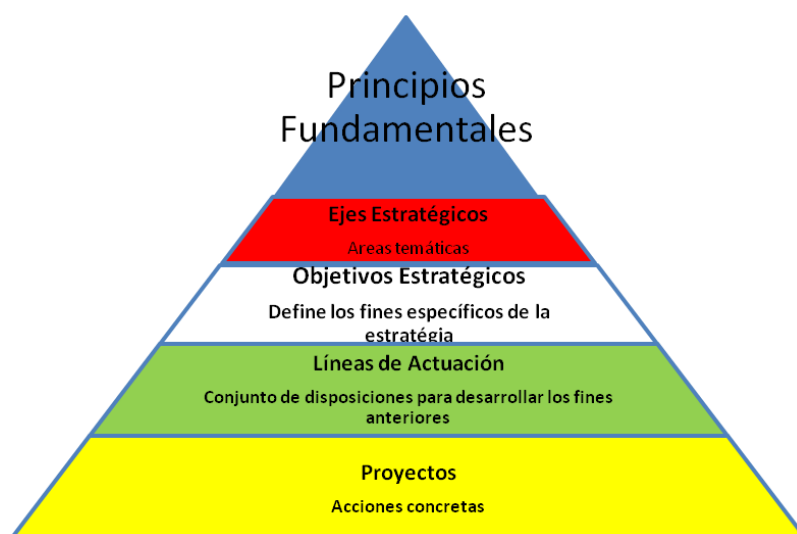 Principios
Fundamentales
Ejes Estratégicos
Areas temáticas
Objetivos Estratégicos
Define los fines específicos de la
estratégia
Líneas de Actuación
Conjunto de disposiciones para desarrollar los fines
anteriores
Proyectos
Acciones concretas